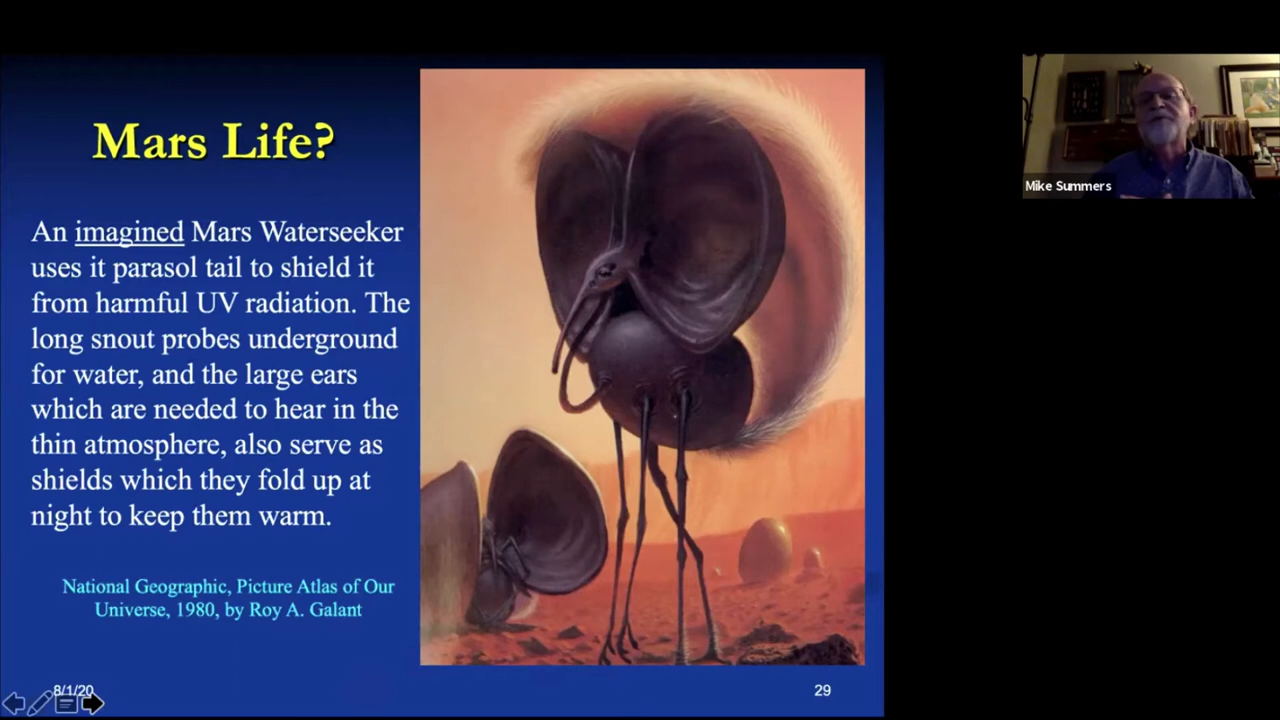 Mars Life?
An imagined Mars Waterseeker
uses it parasol tail to shield it
from harmful UV radiation. The
long snout probes underground
for water, and the large ears
which are needed to hear in the
thin atmosphere, also serve as
shields which they fold up at
night to keep them warm.
National Geographic, Picture Atlas of Our
Universe, 1980, by Roy A. Galant
8/1/20
29
Mike Summers